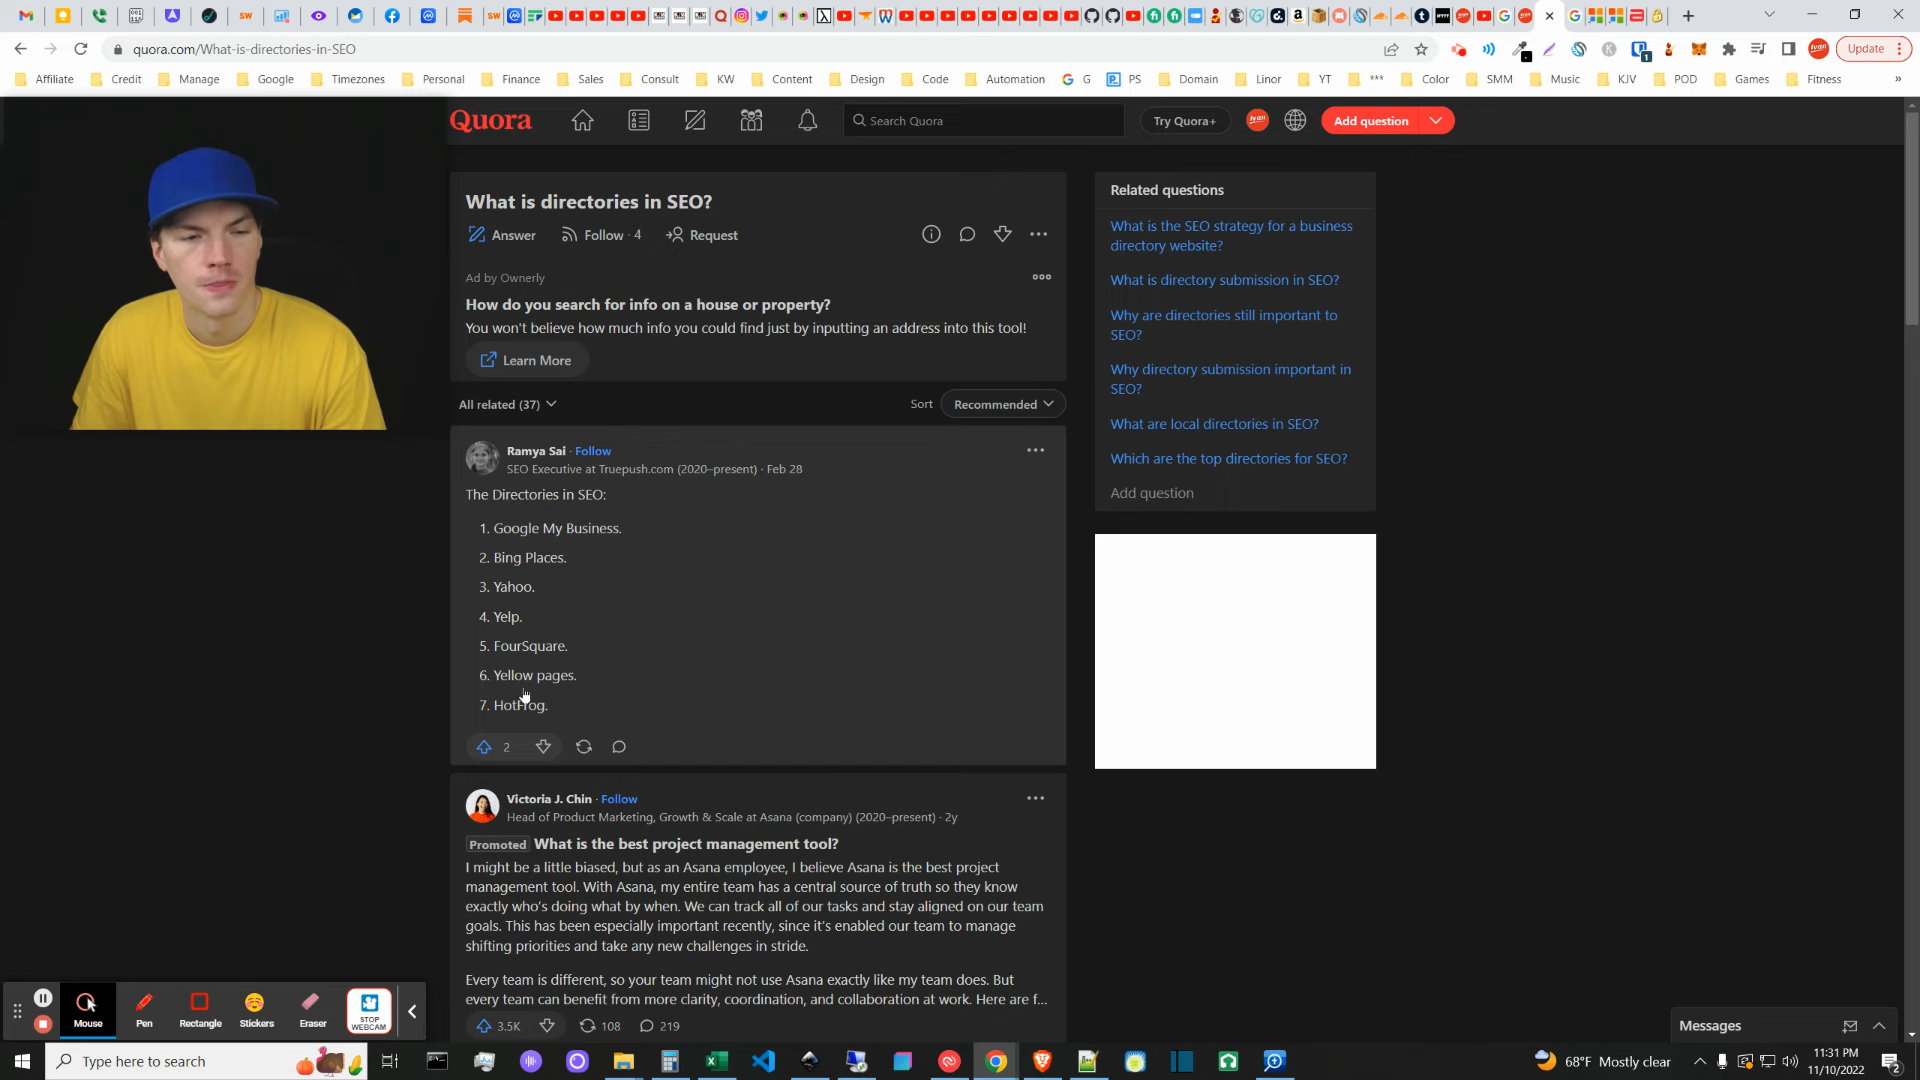 quora.com/What-is-directories-in-SEO
Update
Affiliate Credit Manage Google Timezones Personal Finance Sales Consult KW Content Design Code Automation G PS Domain Linor YT *** Color SMM Music KJV POD Games Fitness »
Quora
Search Quora
Try Quora+
Add question
What is directories in SEO?
Answer Follow · 4 Request
Ad by Ownerly
How do you search for info on a house or property?
You won't believe how much info you could find just by inputting an address into this tool!
Learn More
All related (37)
Sort Recommended
Ramya Sai · Follow
SEO Executive at Truepush.com (2020–present) · Feb 28
The Directories in SEO:
1. Google My Business.
2. Bing Places.
3. Yahoo.
4. Yelp.
5. FourSquare.
6. Yellow pages.
7. HotFrog.
2
Victoria J. Chin · Follow
Head of Product Marketing, Growth & Scale at Asana (company) (2020–present) · 2y
Promoted What is the best project management tool?
I might be a little biased, but as an Asana employee, I believe Asana is the best project
management tool. With Asana, my entire team has a central source of truth so they know
exactly who's doing what by when. We can track all of our tasks and stay aligned on our team
goals. This has been especially important recently, since it's enabled our team to manage
shifting priorities and take any new challenges in stride.
Every team is different, so your team might not use Asana exactly like my team does. But
every team can benefit from more clarity, coordination, and collaboration at work. Here are f...
3.5K 108 219
Related questions
What is the SEO strategy for a business
directory website?
What is directory submission in SEO?
Why are directories still important to
SEO?
Why directory submission important in
SEO?
What are local directories in SEO?
Which are the top directories for SEO?
Add question
Messages
Mouse Pen Rectangle Stickers Eraser
STOP
WEBCAM
Type here to search
68°F Mostly clear
11:31 PM
11/10/2022
2